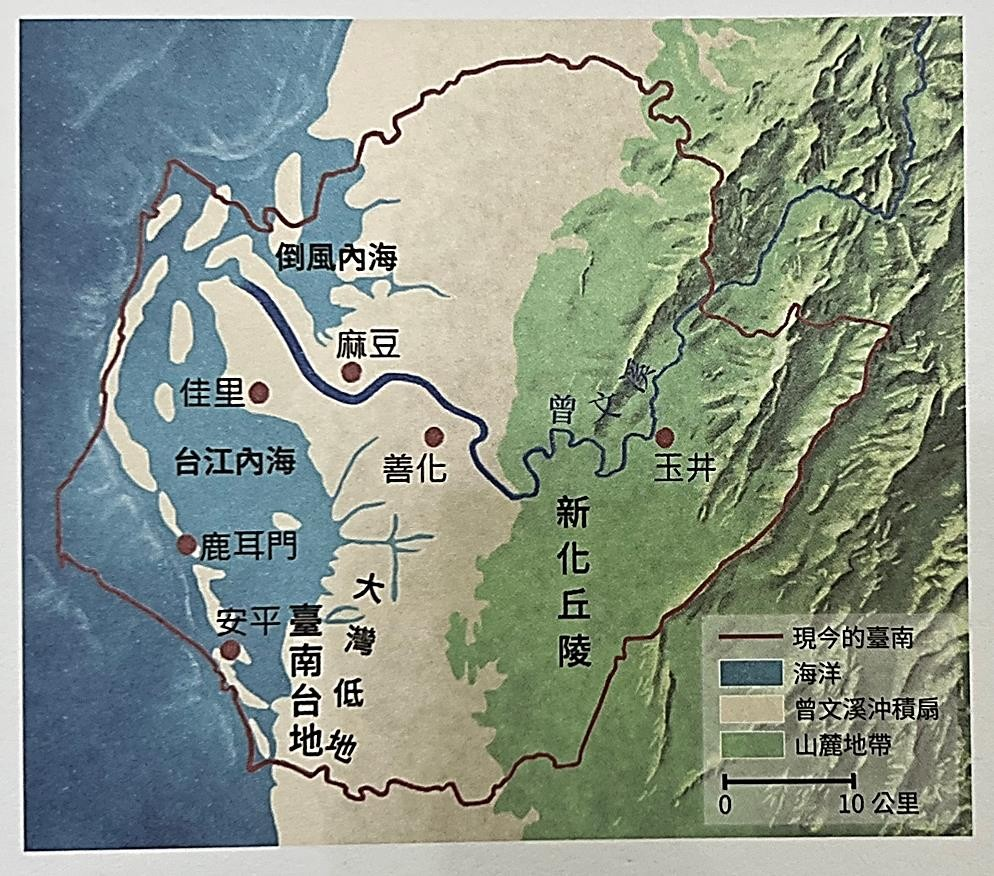 倒風內海
麻豆
佳里
曾文溪
台江內海
善化
玉井
新化丘陵
鹿耳門
大灣低地
安平
臺南台地
現今的臺南
海洋
曾文溪沖積扇
山麓地帶
0 10 公里